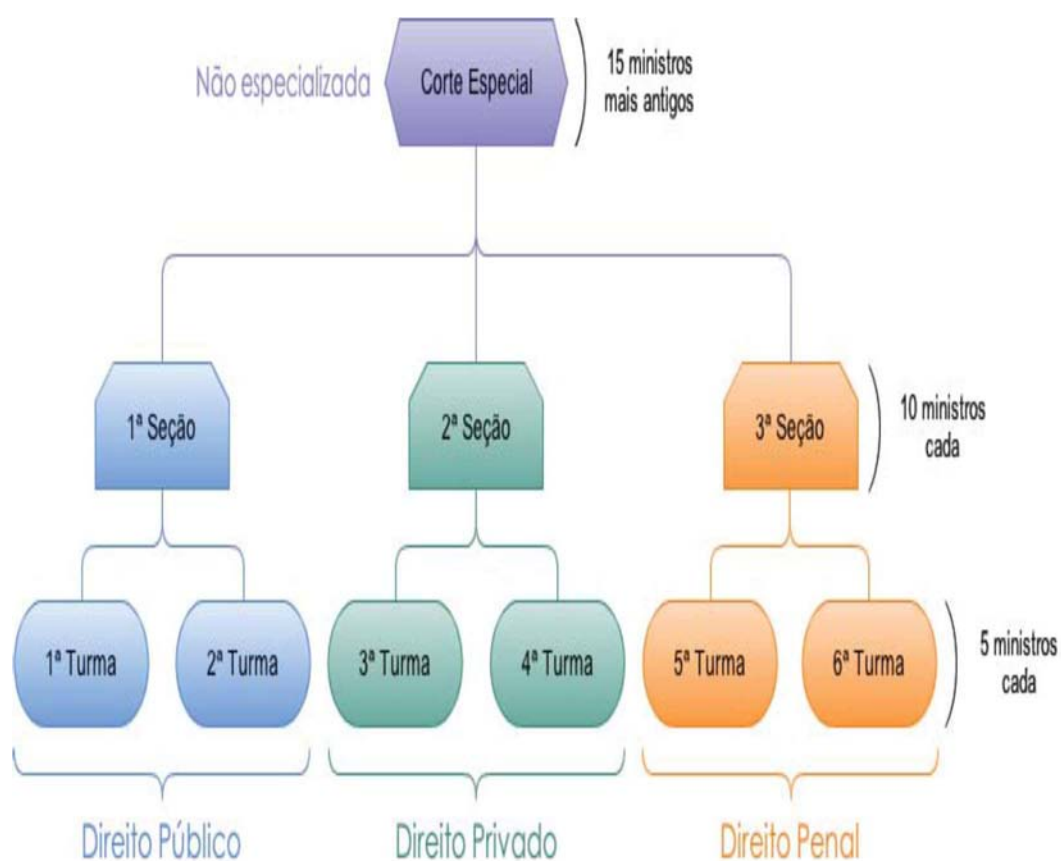 Não especializada
Corte Especial
15 ministros
mais antigos
1ª Seção
2ª Seção
3ª Seção
10 ministros
cada
1ª Turma
2ª Turma
3ª Turma
4ª Turma
5ª Turma
6ª Turma
5 ministros
cada
Direito Público
Direito Privado
Direito Penal